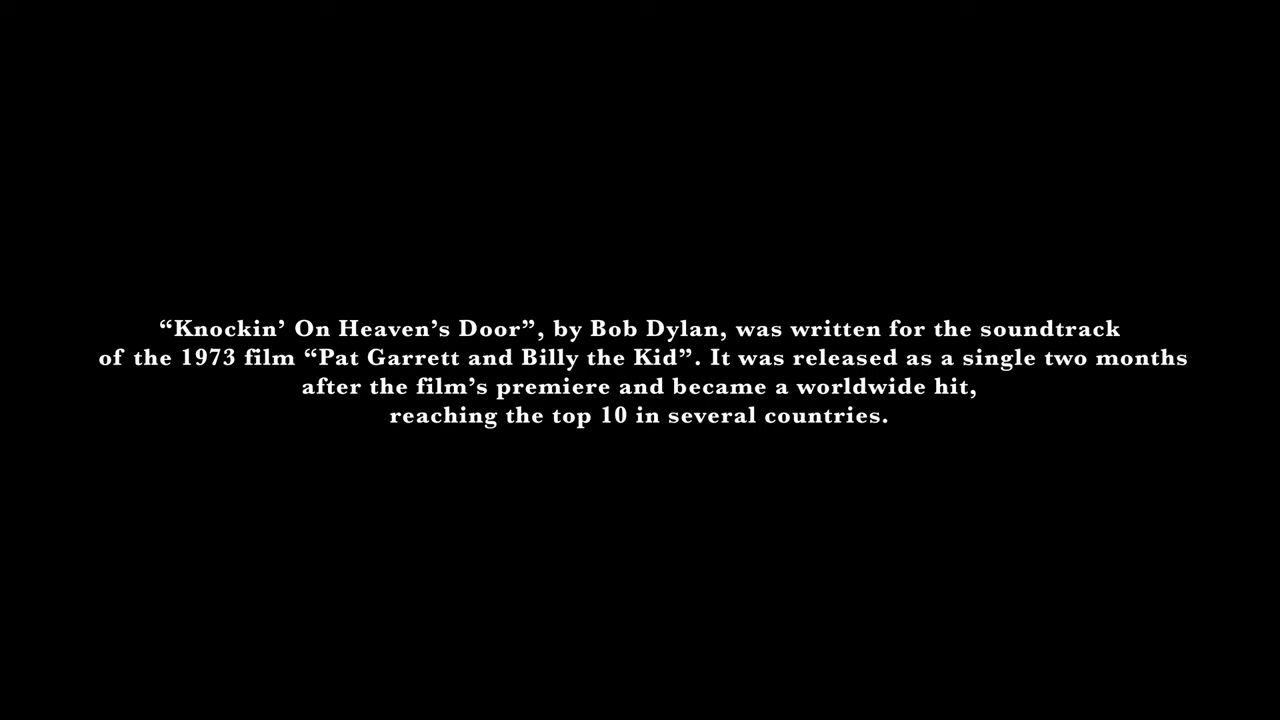 “Knockin’ On Heaven’s Door”, by Bob Dylan, was written for the soundtrack
of the 1973 film “Pat Garrett and Billy the Kid”. It was released as a single two months
after the film’s premiere and became a worldwide hit,
reaching the top 10 in several countries.